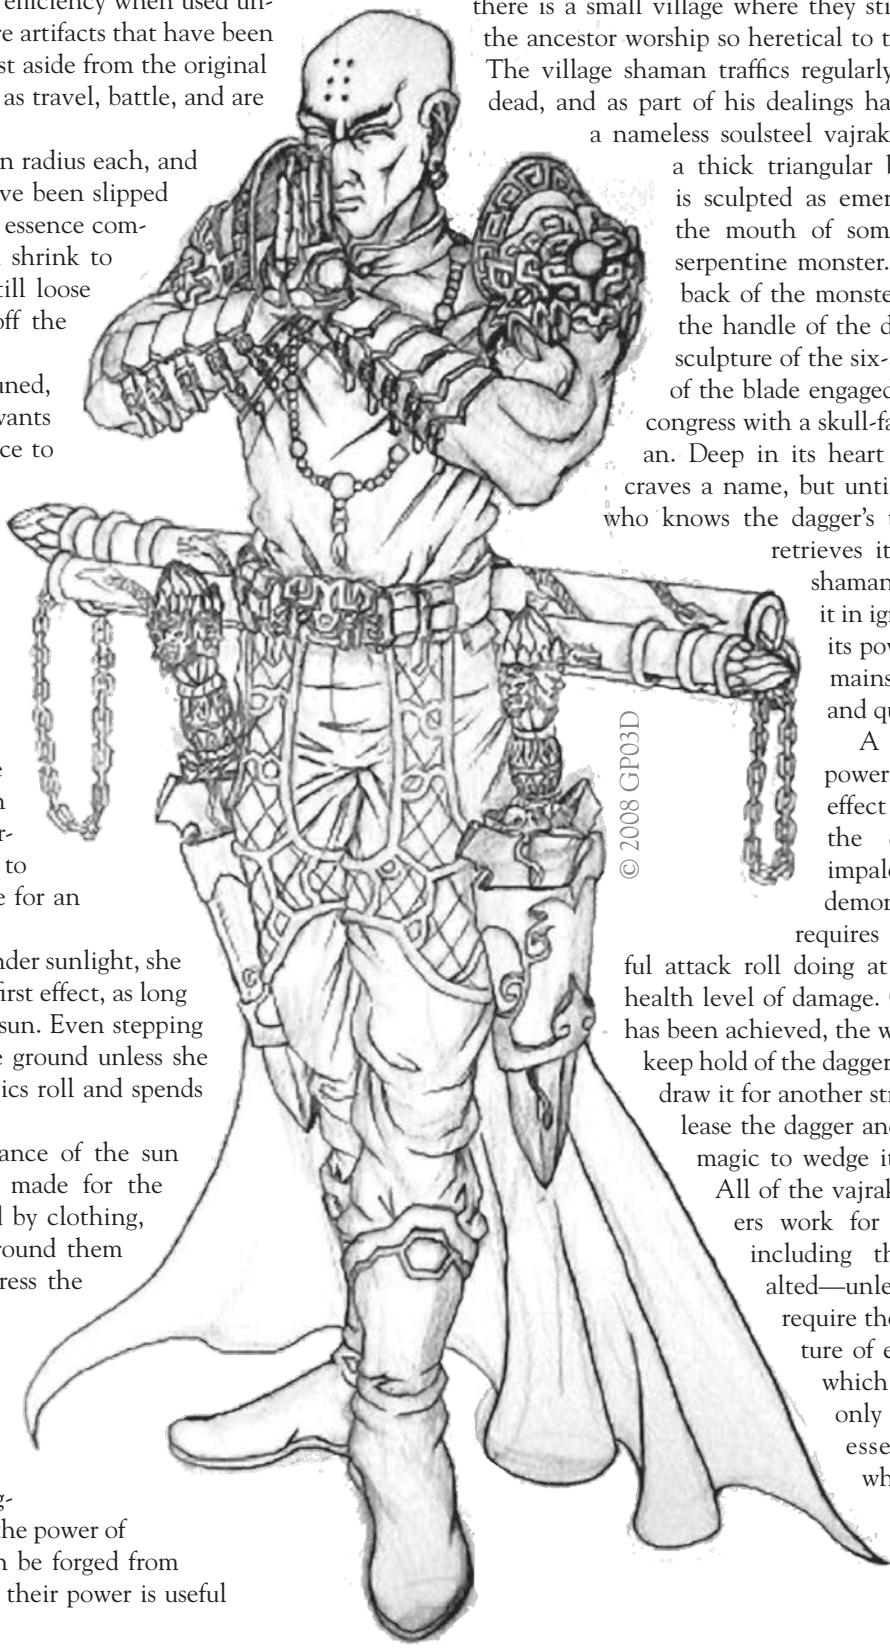 efficiency when used un-
re artifacts that have been
st aside from the original
as travel, battle, and are
n radius each, and
ve been slipped
essence com-
shrink to
till loose
off the
uned,
wants
ce to
e
n
r-
to
e for an
nder sunlight, she
first effect, as long
sun. Even stepping
e ground unless she
ics roll and spends
ance of the sun
made for the
l by clothing,
round them
ress the
g-
the power of
n be forged from
their power is useful
there is a small village where they sti
the ancestor worship so heretical to t
The village shaman traffics regularly
dead, and as part of his dealings ha
a nameless soulsteel vajrak
a thick triangular b
is sculpted as emer
the mouth of som
serpentine monster.
back of the monste
the handle of the d
sculpture of the six-
of the blade engaged
congress with a skull-fa
an. Deep in its heart
craves a name, but unti
who knows the dagger's t
retrieves it
shaman
it in ign
its pow
mains
and qu
A
power
effect
the
impale
demon
requires
ful attack roll doing at
health level of damage.
has been achieved, the w
keep hold of the dagger
draw it for another str
lease the dagger and
magic to wedge it
All of the vajrak
ers work for
including th
alted—unle
require the
ture of e
which
only
esse
wh
© 2008 GP03D